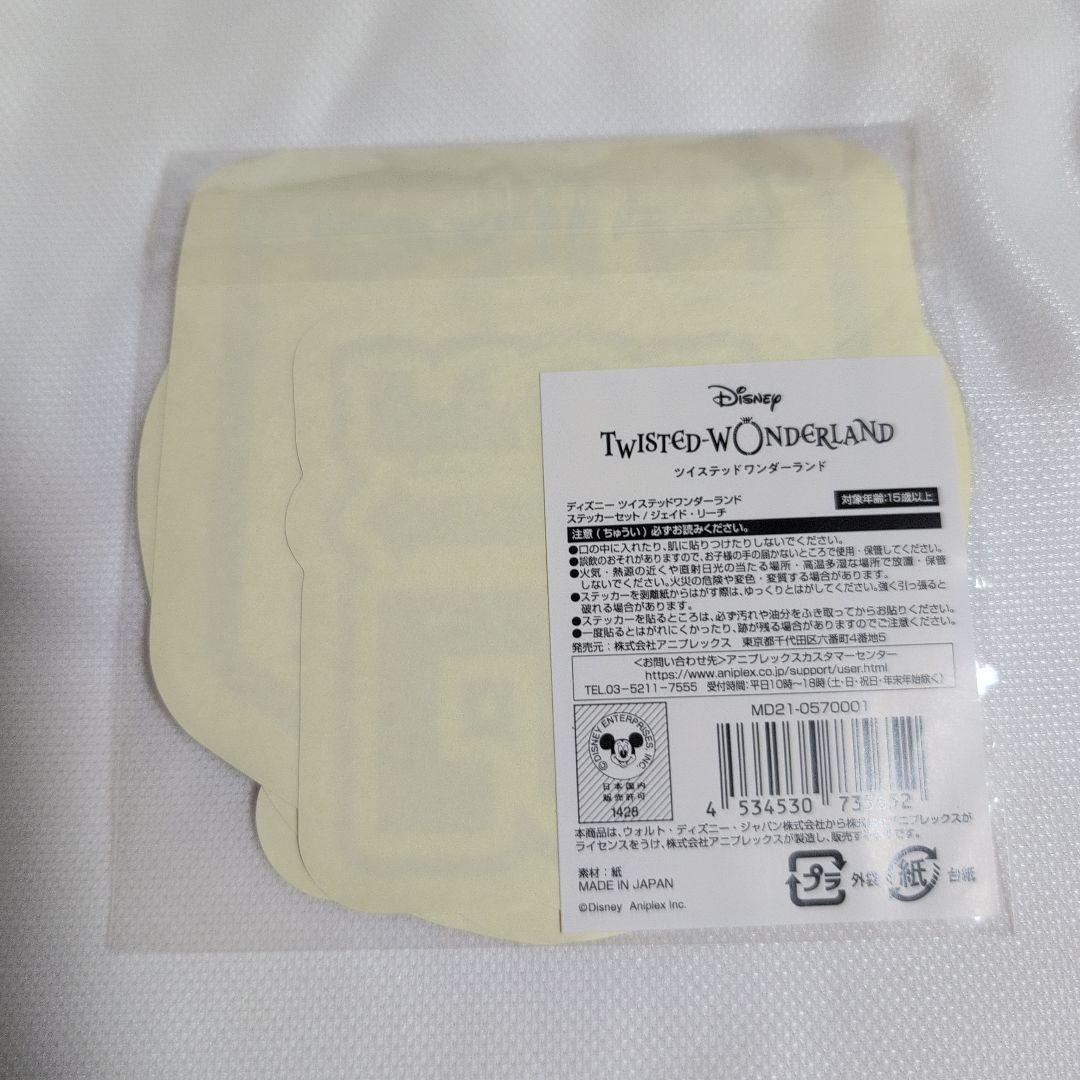 Disney
TWISTED-WONDERLAND
ツイステッドワンダーランド
ディズニー ツイステッドワンダーランド
ステッカーセット / ジェイド・リーチ
対象年齢:15歳以上
注意(ちゅうい)必ずお読みください。
●口の中に入れたり、肌に貼りつけたりしないでください。
●誤飲のおそれがありますので、お子様の手の届かないところで使用・保管してください。
●火気・熱源の近くや直射日光の当たる場所・高温多湿な場所で放置・保管
しないでください。火災の危険や変色・変質する場合があります。
●ステッカーを剥離紙からはがす際は、ゆっくりとはがしてください。強く引っ張ると
破れる場合があります。
●ステッカーを貼るところは、必ず汚れや油分をふき取ってからお貼りください。
●一度貼るとはがれにくかったり、跡が残る場合がありますのでご注意ください。
発売元:株式会社アニプレックス 東京都千代田区六番町4番地5
<お問い合わせ先>アニプレックスカスタマーセンター
https://www.aniplex.co.jp/support/user.html
TEL.03-5211-7555 受付時間:平日10時~18時(土・日・祝日・年末年始除く)
MD21-0570001
©DISNEY ENTERPRISES, INC.
日本国内
販売許可
1428
4 534530
本商品は、ウォルト・ディズニー・ジャパン株式会社から株式会社アニプレックスが
ライセンスをうけ、株式会社アニプレックスが製造し、販売するものです。
素材:紙
MADE IN JAPAN
プラ 外袋 紙 台紙
©Disney Aniplex Inc.